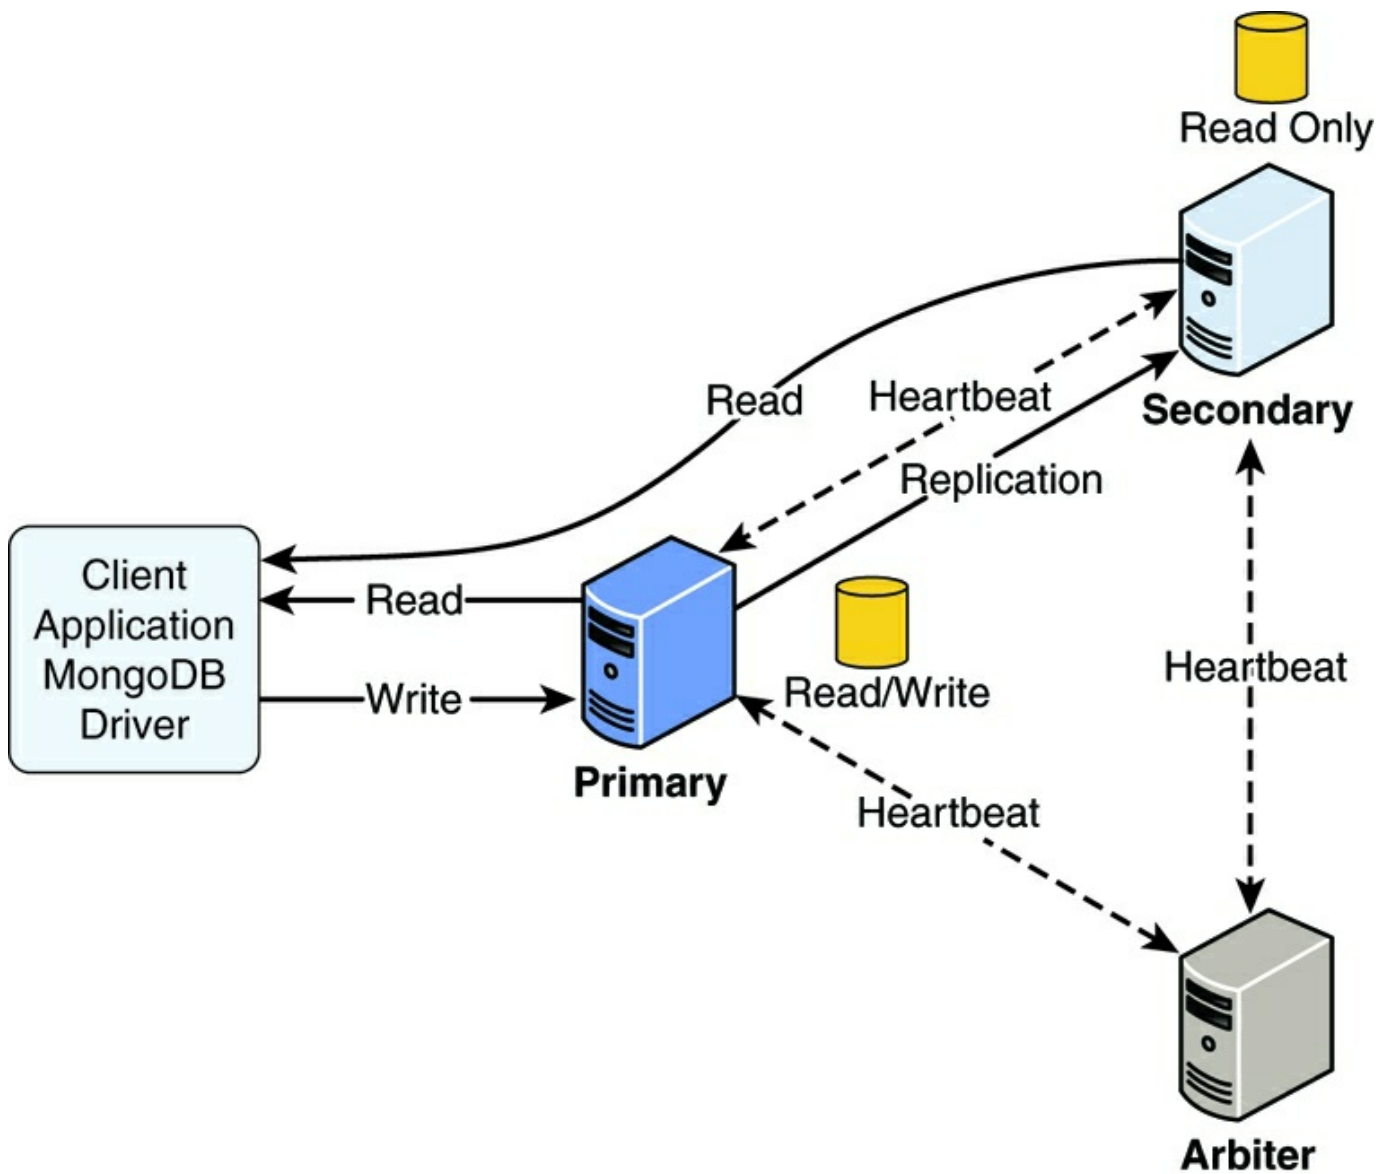 Read Only
Secondary
Read
Heartbeat
Replication
Client
Application
MongoDB
Driver
Read
Write
Read/Write
Primary
Heartbeat
Heartbeat
Arbiter